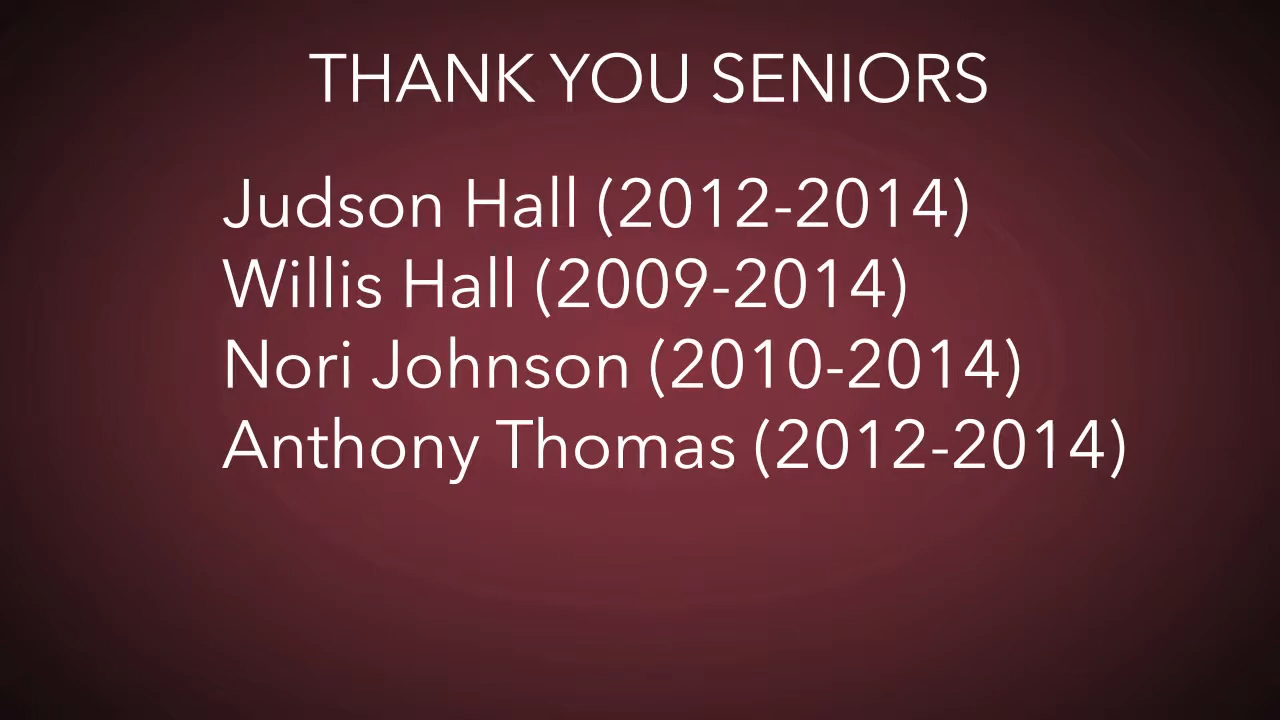 THANK YOU SENIORS
Judson Hall (2012-2014)
Willis Hall (2009-2014)
Nori Johnson (2010-2014)
Anthony Thomas (2012-2014)